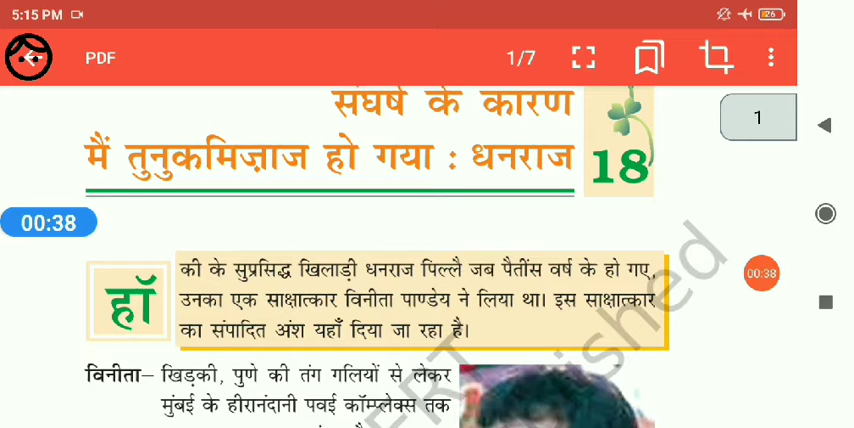 5:15 PM
26
PDF
1/7
संघर्ष के कारण
मैं तुनुकमिज़ाज हो गया : धनराज
18
1
00:38
00:38
हॉ
की के सुप्रसिद्ध खिलाड़ी धनराज पिल्लै जब पैतींस वर्ष के हो गए,
उनका एक साक्षात्कार विनीता पाण्डेय ने लिया था। इस साक्षात्कार
का संपादित अंश यहाँ दिया जा रहा है।
विनीता– खिड़की, पुणे की तंग गलियों से लेकर
मुंबई के हीरानंदानी पवई कॉम्प्लेक्स तक